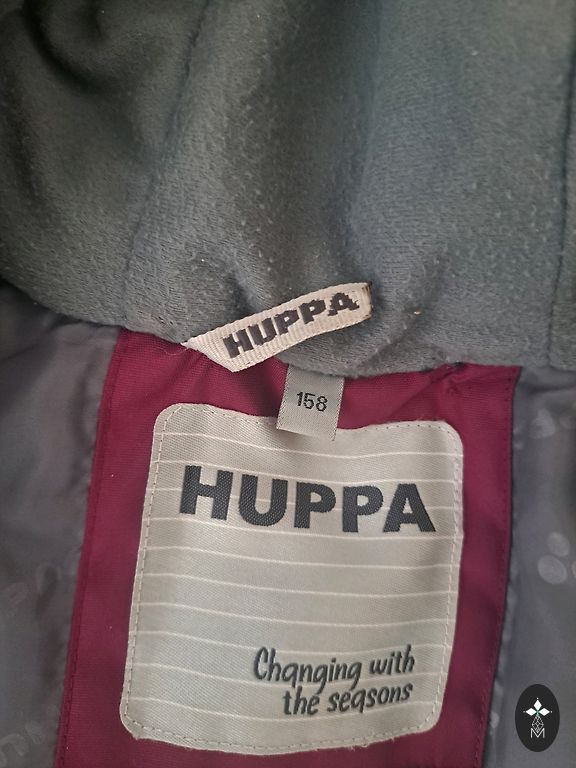 HUPPA
158
HUPPA
Changing with
the seasons